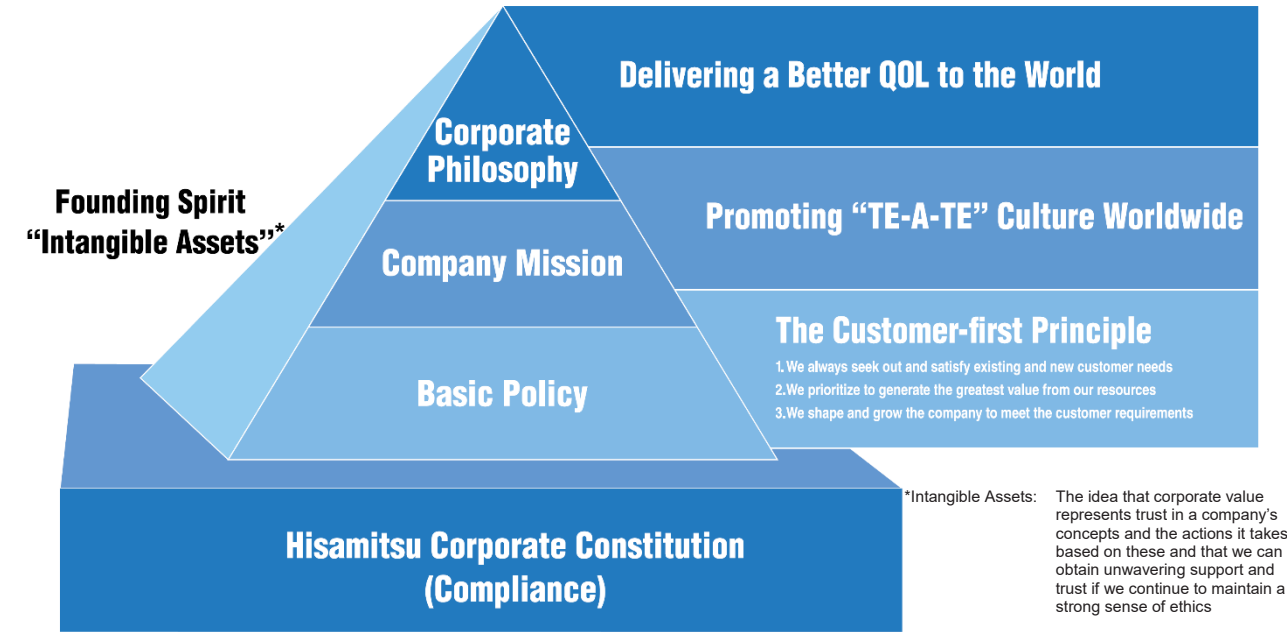 Delivering a Better QOL to the World
Corporate
Philosophy
Founding Spirit
“Intangible Assets”*
Promoting “TE-A-TE” Culture Worldwide
Company Mission
The Customer-first Principle
1. We always seek out and satisfy existing and new customer needs
2.We prioritize to generate the greatest value from our resources
3.We shape and grow the company to meet the customer requirements
Basic Policy
Hisamitsu Corporate Constitution
(Compliance)
*Intangible Assets: The idea that corporate value
represents trust in a company’s
concepts and the actions it takes
based on these and that we can
obtain unwavering support and
trust if we continue to maintain a
strong sense of ethics